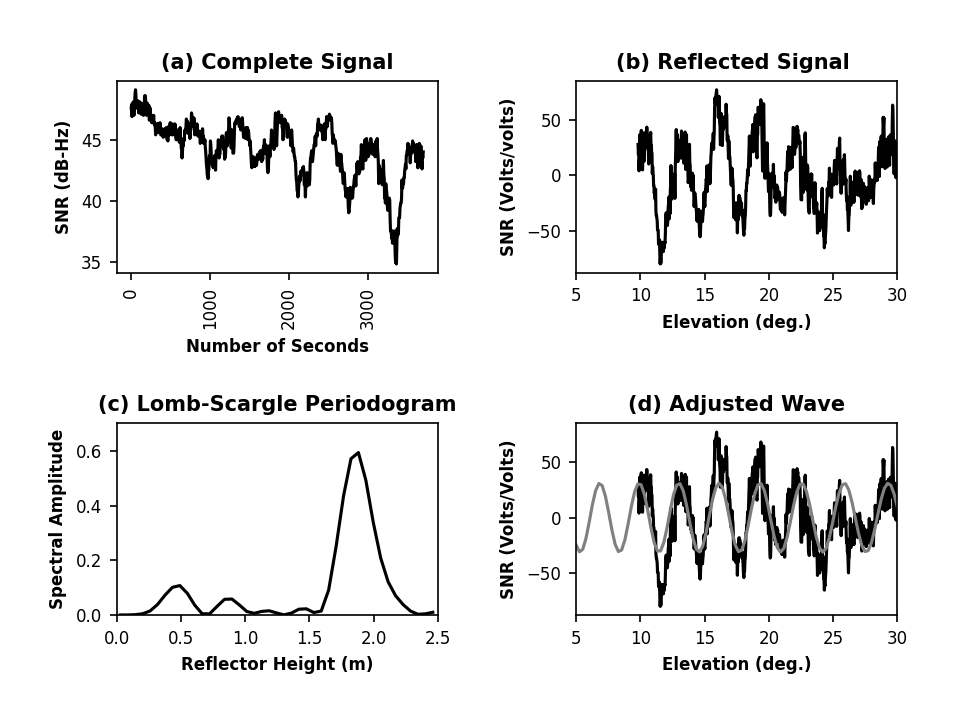 (a) Complete Signal
SNR (dB-Hz)
45
40
35
0
1000
2000
3000
Number of Seconds
(b) Reflected Signal
SNR (Volts/volts)
50
0
−50
5
10
15
20
25
30
Elevation (deg.)
(c) Lomb-Scargle Periodogram
Spectral Amplitude
0.6
0.4
0.2
0.0
0.0
0.5
1.0
1.5
2.0
2.5
Reflector Height (m)
(d) Adjusted Wave
SNR (Volts/Volts)
50
0
−50
5
10
15
20
25
30
Elevation (deg.)